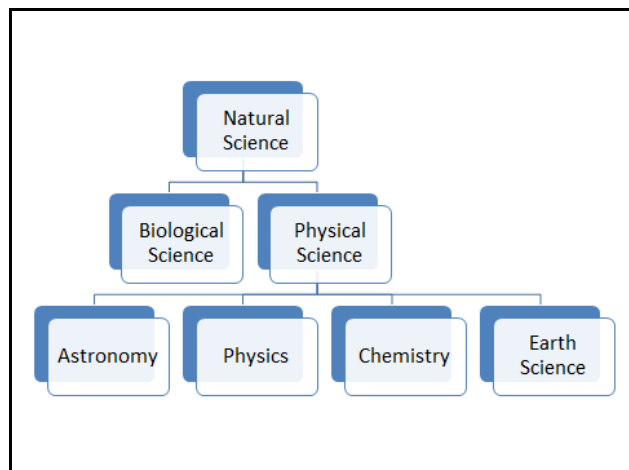 Natural
Science
Biological
Science
Physical
Science
Astronomy
Physics
Chemistry
Earth
Science